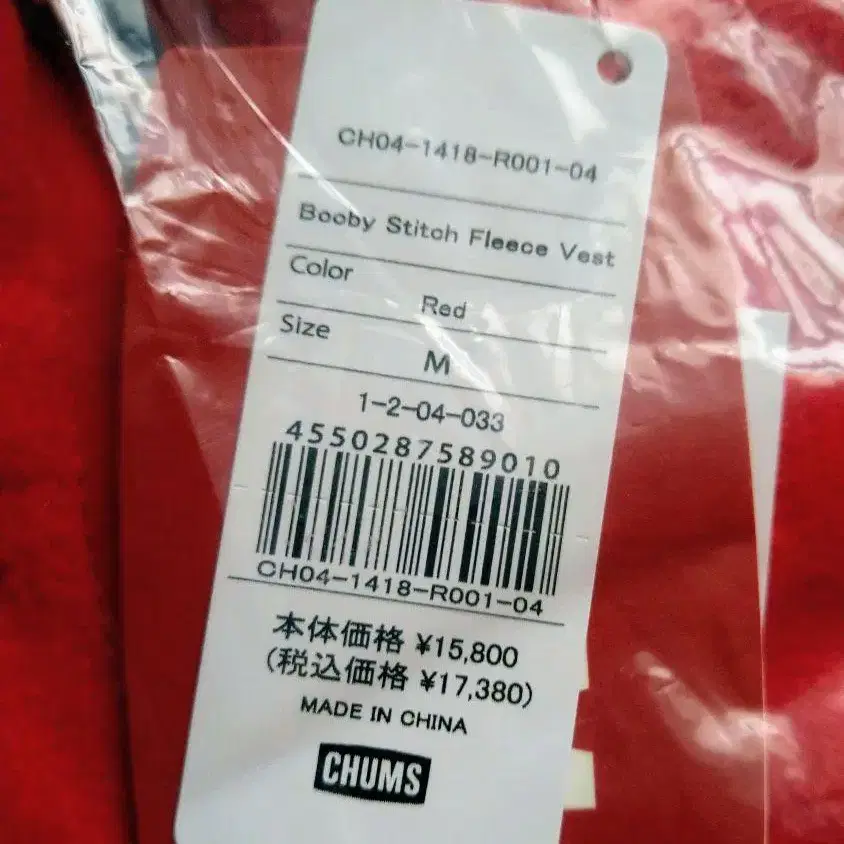 CH04-1418-R001-04
Booby Stitch Fleece Vest
Color
Red
Size
M
1-2-04-033
4550287589010
CH04-1418-R001-04
本体価格 ¥15,800
(税込価格 ¥17,380)
MADE IN CHINA
CHUMS